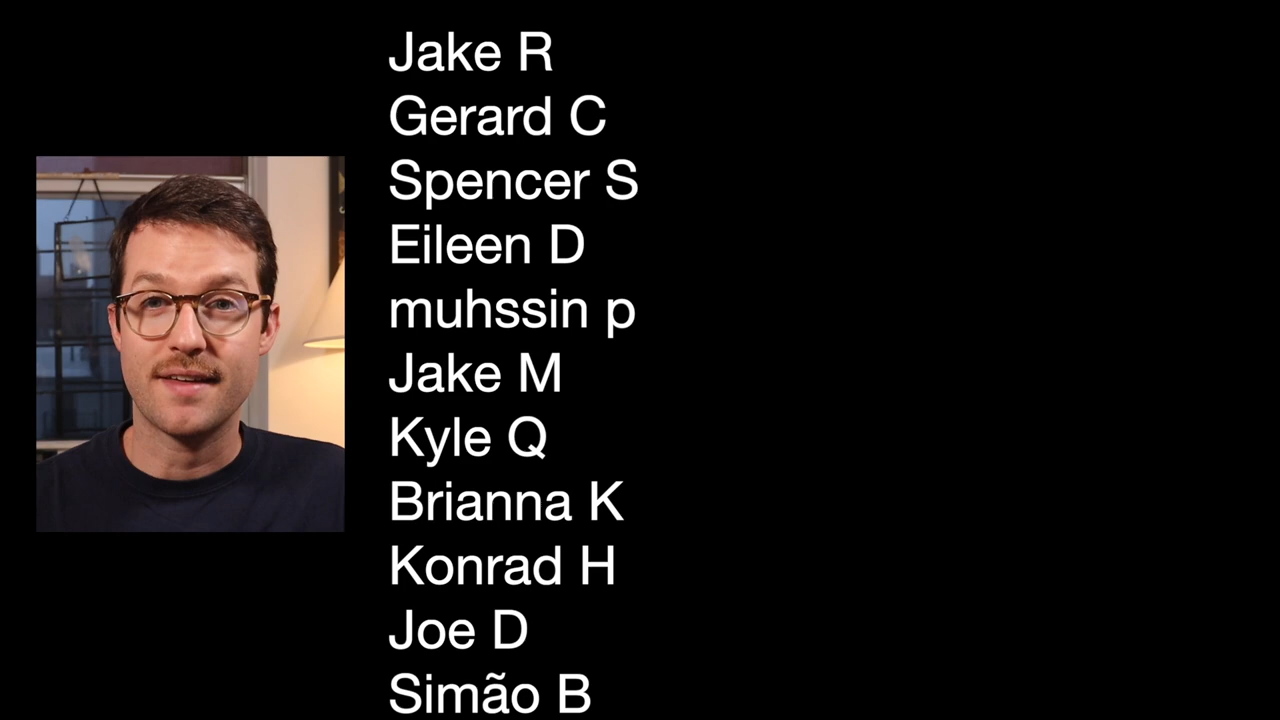 Jake R
Gerard C
Spencer S
Eileen D
muhssin p
Jake M
Kyle Q
Brianna K
Konrad H
Joe D
Simão B